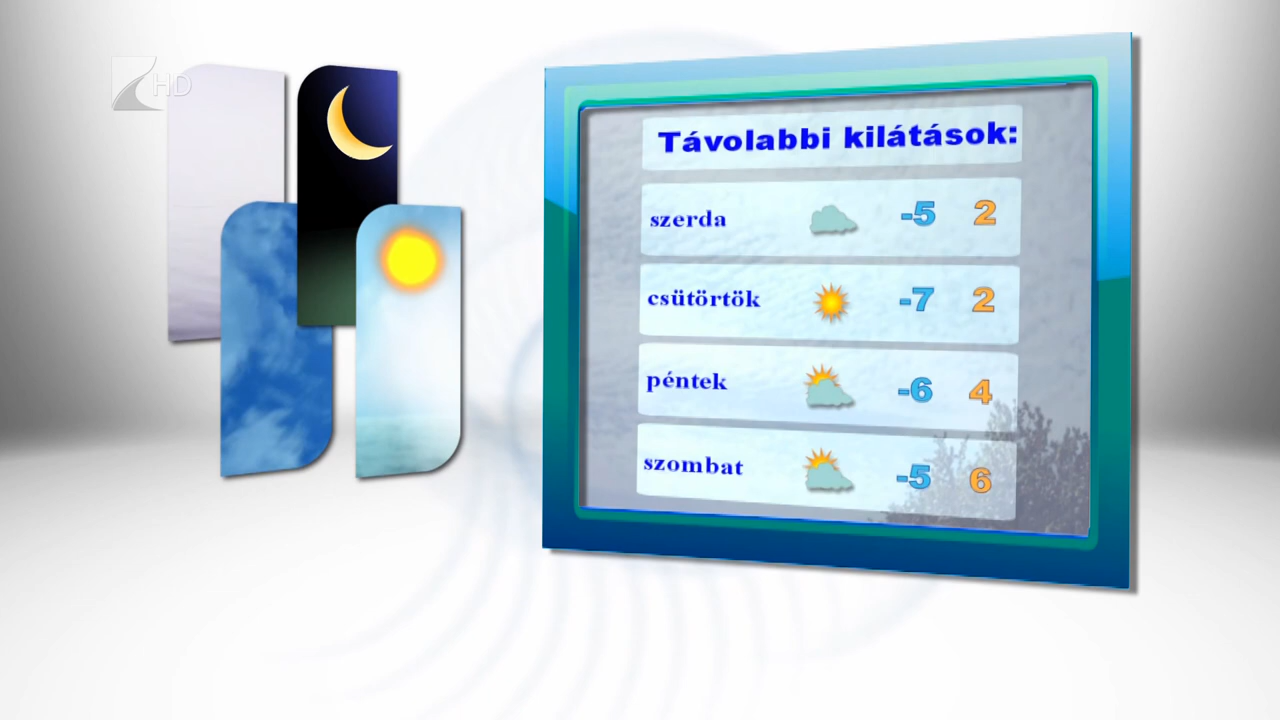 HD
Távolabbi kilátások:
szerda -5 2
csütörtök -7 2
péntek -6 4
szombat -5 6